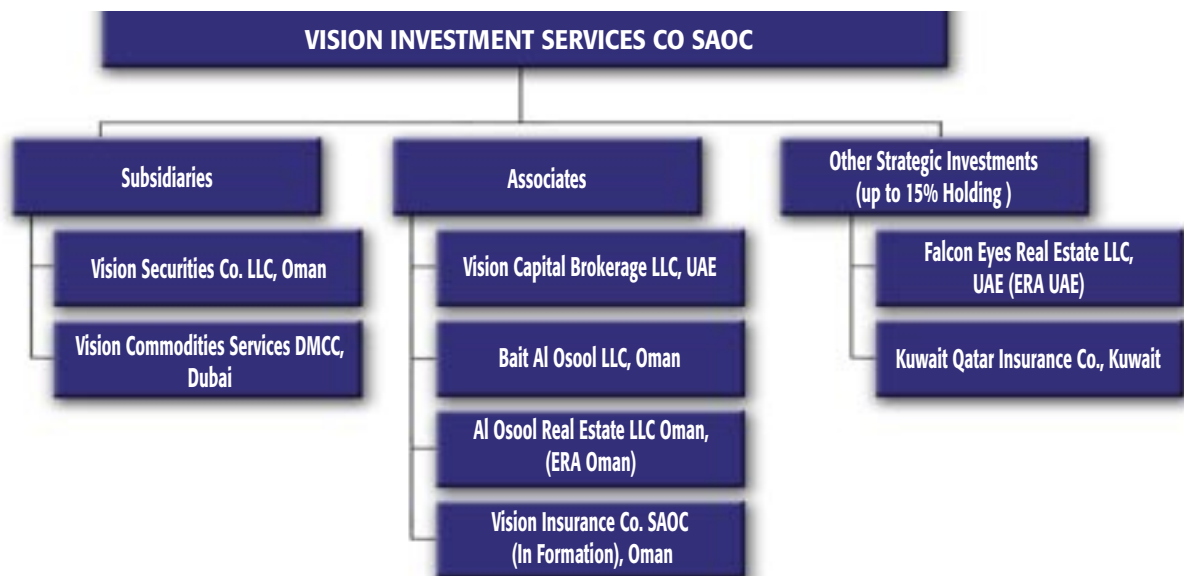 VISION INVESTMENT SERVICES CO SAOC
Subsidiaries
Vision Securities Co. LLC, Oman
Vision Commodities Services DMCC,
Dubai
Associates
Vision Capital Brokerage LLC, UAE
Bait Al Osool LLC, Oman
Al Osool Real Estate LLC Oman,
(ERA Oman)
Vision Insurance Co. SAOC
(In Formation), Oman
Other Strategic Investments
(up to 15% Holding )
Falcon Eyes Real Estate LLC,
UAE (ERA UAE)
Kuwait Qatar Insurance Co., Kuwait